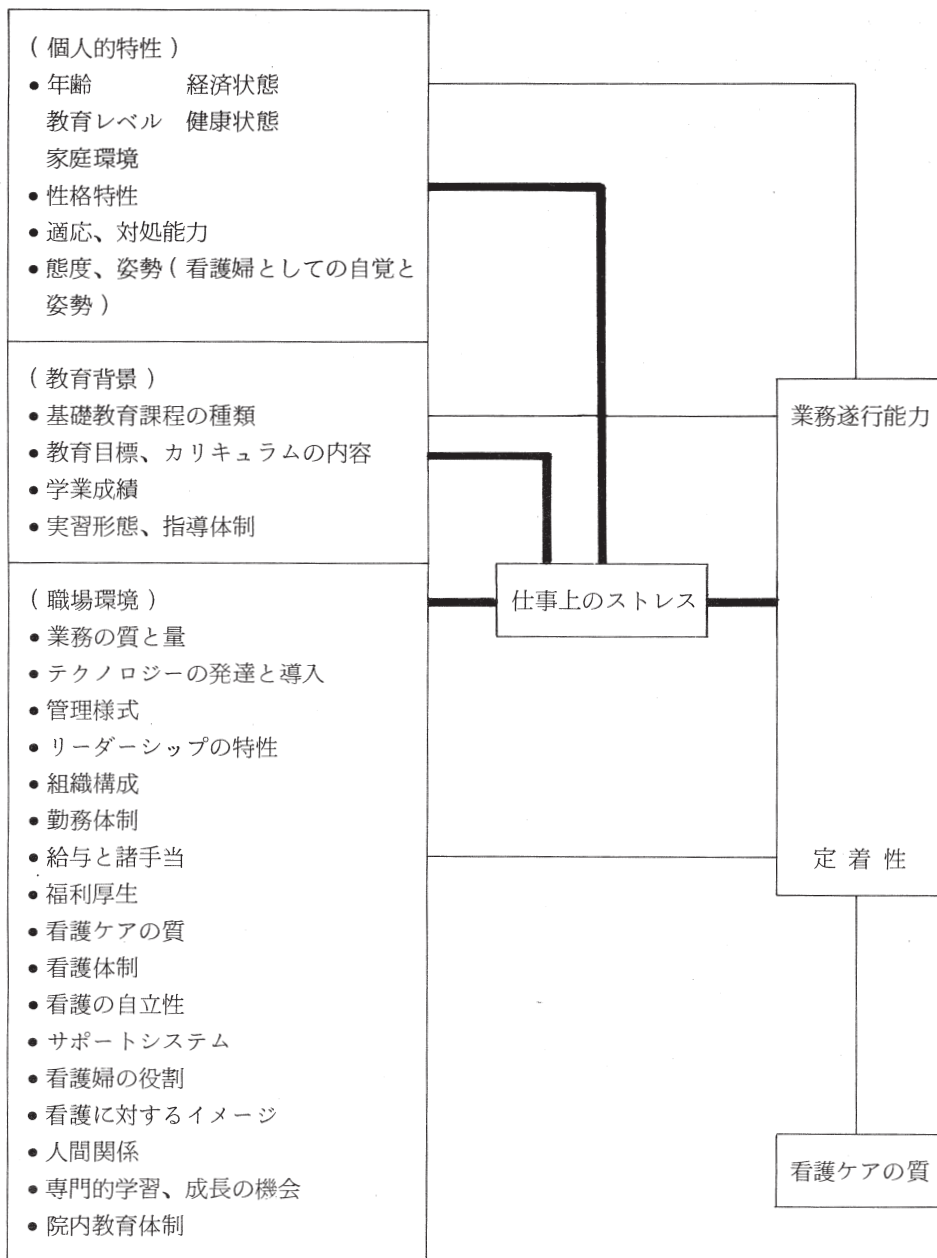 （個人的特性）
• 年齢　経済状態
教育レベル　健康状態
家庭環境
• 性格特性
• 適応、対処能力
• 態度、姿勢（看護婦としての自覚と
姿勢）
（教育背景）
• 基礎教育課程の種類
• 教育目標、カリキュラムの内容
• 学業成績
• 実習形態、指導体制
（職場環境）
• 業務の質と量
• テクノロジーの発達と導入
• 管理様式
• リーダーシップの特性
• 組織構成
• 勤務体制
• 給与と諸手当
• 福利厚生
• 看護ケアの質
• 看護体制
• 看護の自立性
• サポートシステム
• 看護婦の役割
• 看護に対するイメージ
• 人間関係
• 専門的学習、成長の機会
• 院内教育体制
仕事上のストレス
業務遂行能力
定着性
看護ケアの質